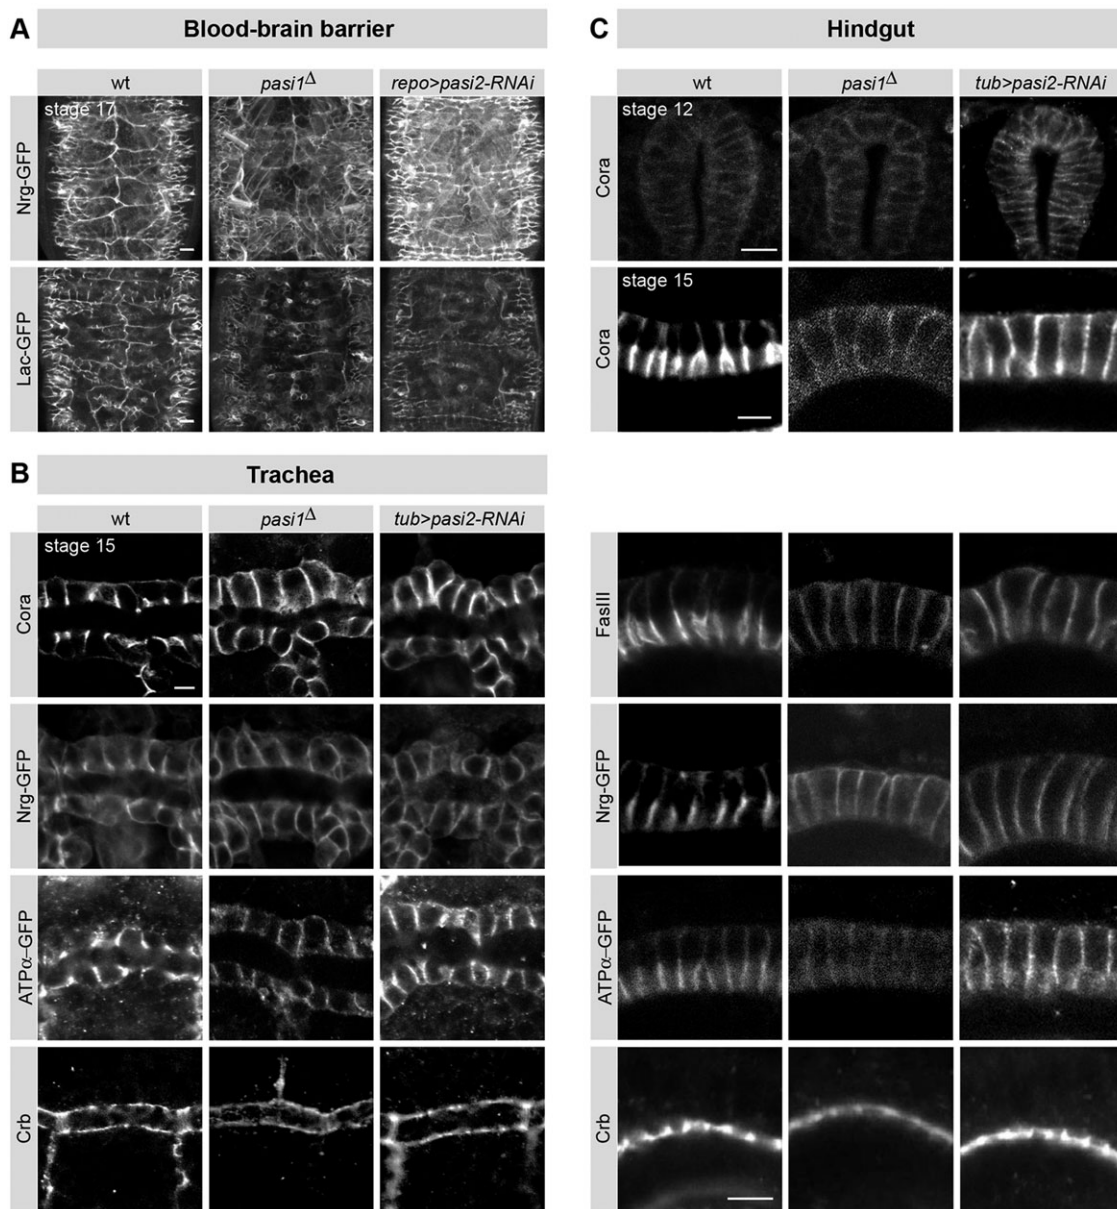 A
Blood-brain barrier
wt
pasi1Δ
repo>pasi2-RNAi
Nrg-GFP
stage 17
Lac-GFP
B
Trachea
wt
pasi1Δ
tub>pasi2-RNAi
Cora
stage 15
Nrg-GFP
ATPα-GFP
Crb
C
Hindgut
wt
pasi1Δ
tub>pasi2-RNAi
Cora
stage 12
Cora
stage 15
FasIII
Nrg-GFP
ATPα-GFP
Crb